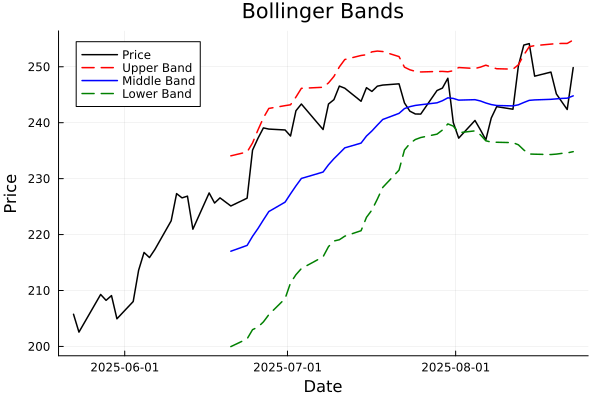 Bollinger Bands
Price
Upper Band
Middle Band
Lower Band
250
240
230
220
210
200
Price
2025-06-01
2025-07-01
2025-08-01
Date